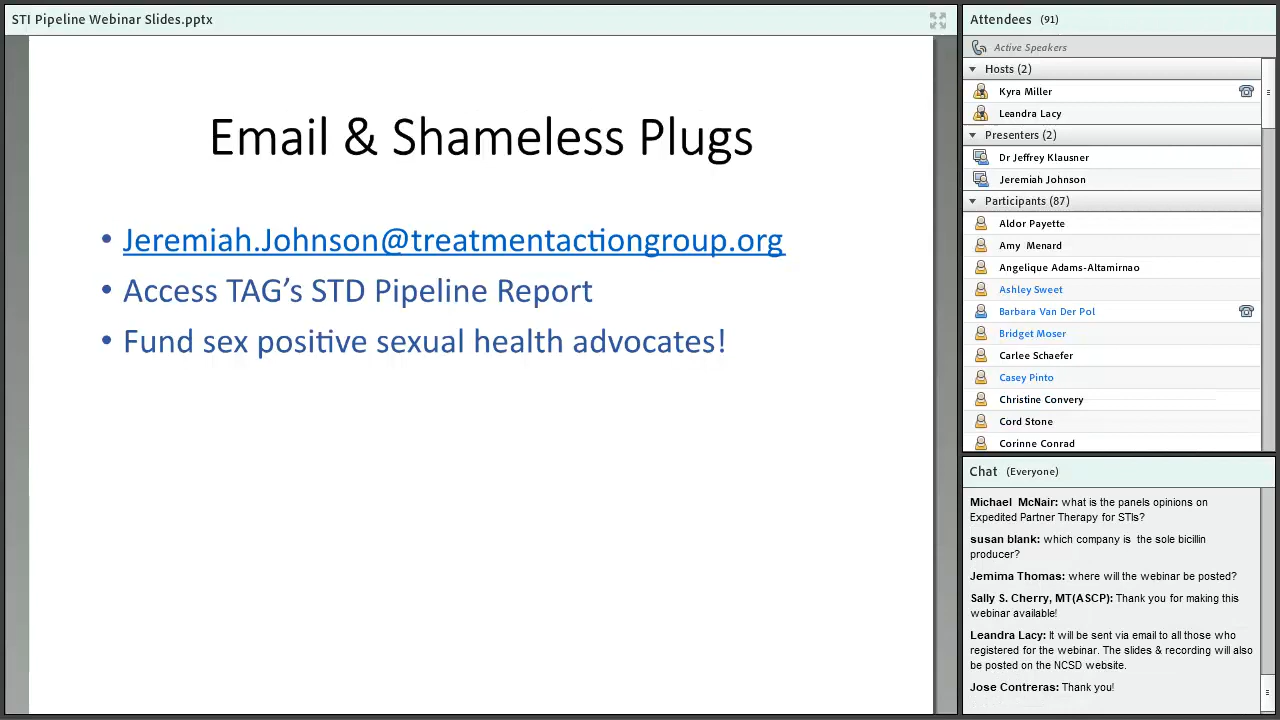 STI Pipeline Webinar Slides.pptx
Email & Shameless Plugs
• Jeremiah.Johnson@treatmentactiongroup.org
• Access TAG’s STD Pipeline Report
• Fund sex positive sexual health advocates!
Attendees (91)
Active Speakers
Hosts (2)
Kyra Miller
Leandra Lacy
Presenters (2)
Dr Jeffrey Klausner
Jeremiah Johnson
Participants (87)
Aldor Payette
Amy Menard
Angelique Adams-Altamirnao
Ashley Sweet
Barbara Van Der Pol
Bridget Moser
Carlee Schaefer
Casey Pinto
Christine Convery
Cord Stone
Corinne Conrad
Chat (Everyone)
Michael McNair: what is the panels opinions on
Expedited Partner Therapy for STIs?
susan blank: which company is the sole bicillin
producer?
Jemima Thomas: where will the webinar be posted?
Sally S. Cherry, MT(ASCP): Thank you for making this
webinar available!
Leandra Lacy: It will be sent via email to all those who
registered for the webinar. The slides & recording will also
be posted on the NCSD website.
Jose Contreras: Thank you!